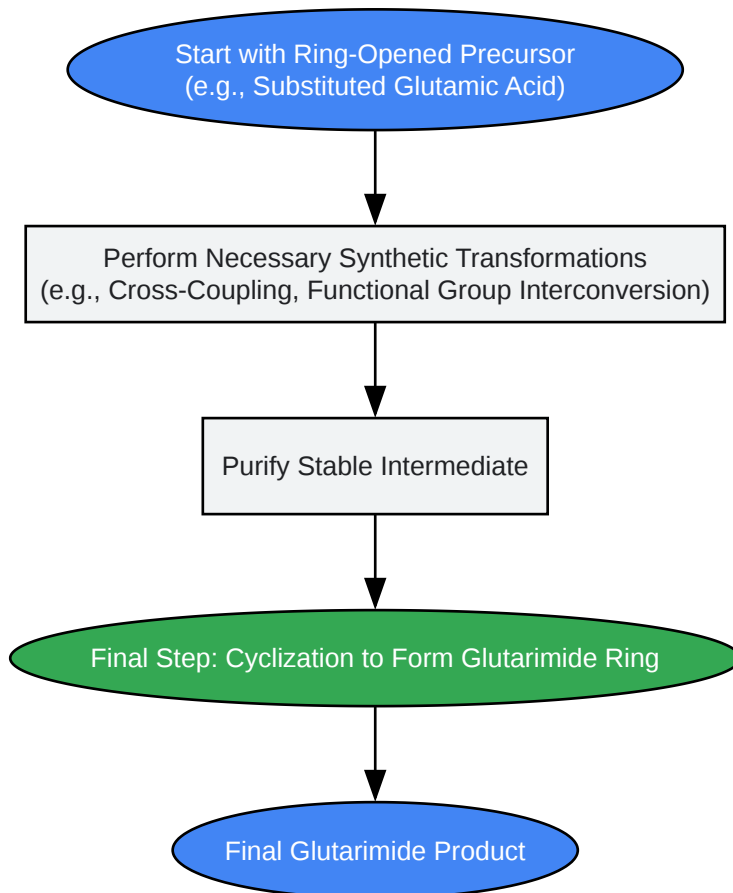 Start with Ring-Opened Precursor
(e.g., Substituted Glutamic Acid)
Perform Necessary Synthetic Transformations
(e.g., Cross-Coupling, Functional Group Interconversion)
Purify Stable Intermediate
Final Step: Cyclization to Form Glutarimide Ring
Final Glutarimide Product